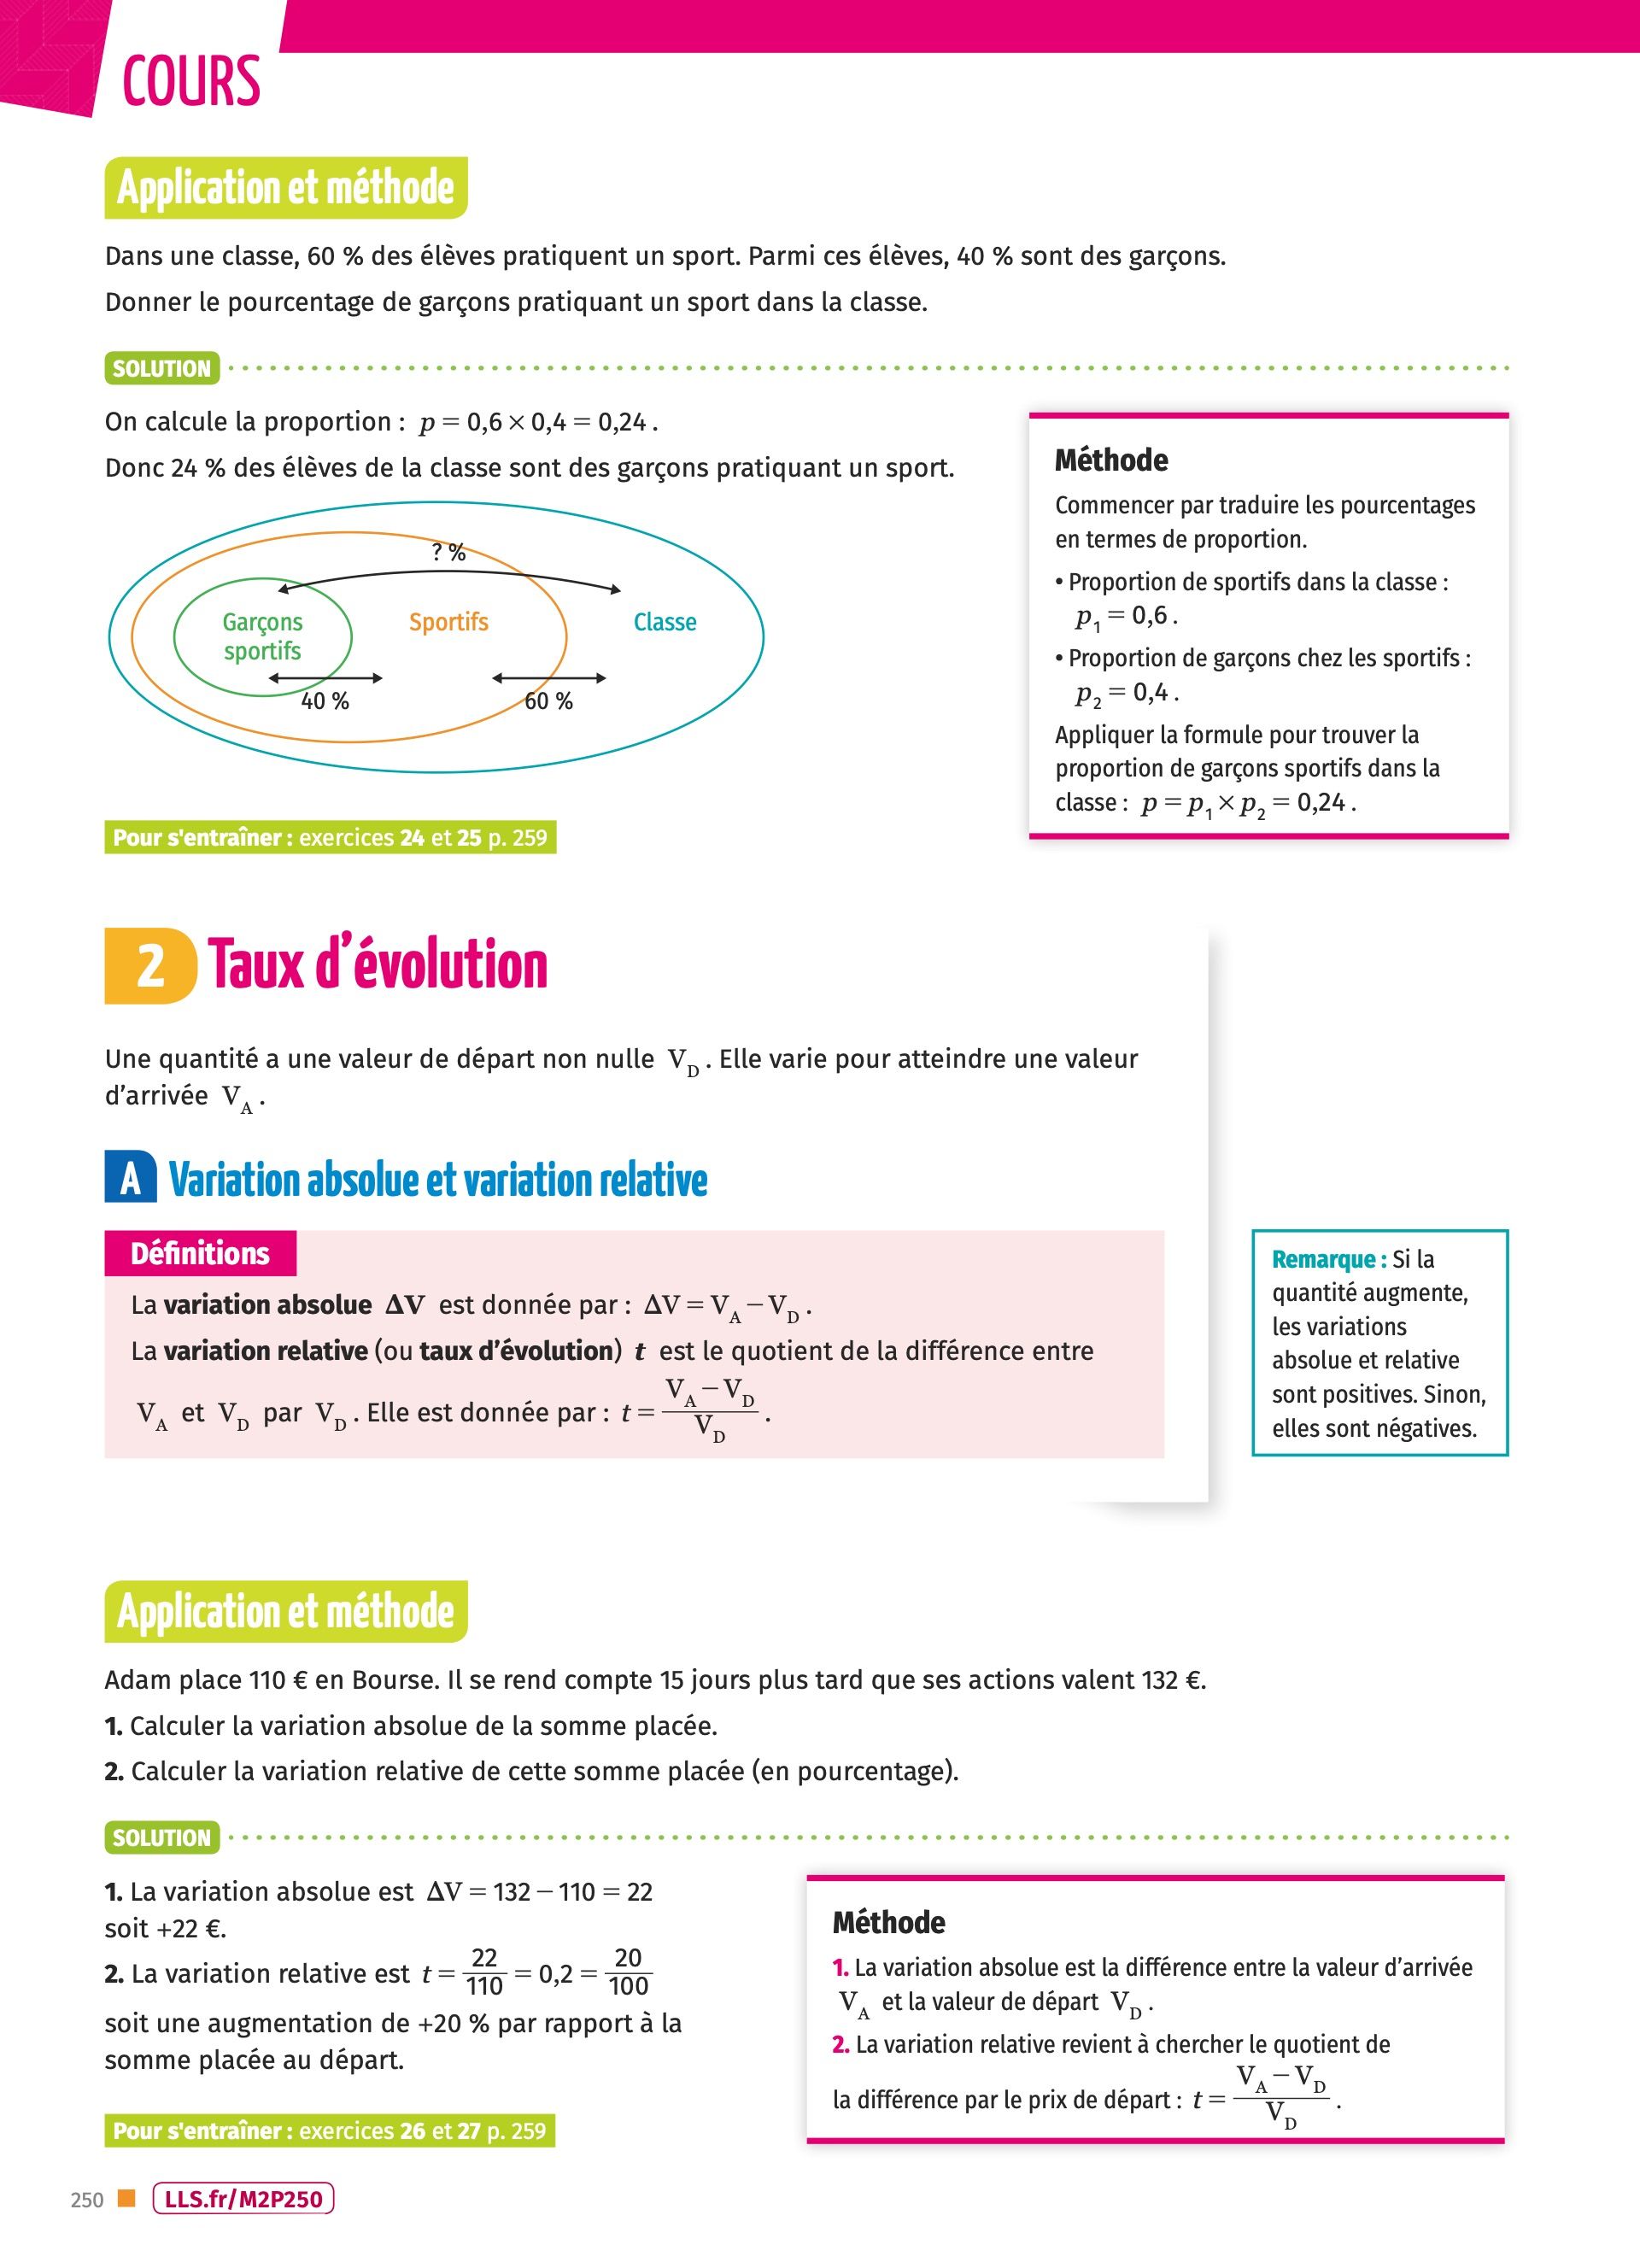 COURS
Application et méthode
Dans une classe, 60 % des élèves pratiquent un sport. Parmi ces élèves, 40 % sont des garçons.
Donner le pourcentage de garçons pratiquant un sport dans la classe.
SOLUTION
On calcule la proportion : p = 0,6 × 0,4 = 0,24 .
Donc 24 % des élèves de la classe sont des garçons pratiquant un sport.
? %
Garçons
sportifs
Sportifs
Classe
40 %
60 %
Méthode
Commencer par traduire les pourcentages
en termes de proportion.
• Proportion de sportifs dans la classe :
p₁ = 0,6 .
• Proportion de garçons chez les sportifs :
p₂ = 0,4 .
Appliquer la formule pour trouver la
proportion de garçons sportifs dans la
classe : p = p₁ × p₂ = 0,24 .
Pour s'entraîner : exercices 24 et 25 p. 259
2 Taux d’évolution
Une quantité a une valeur de départ non nulle V_D . Elle varie pour atteindre une valeur
d’arrivée V_A .
A Variation absolue et variation relative
Définitions
La variation absolue ΔV est donnée par : ΔV = V_A − V_D .
La variation relative (ou taux d’évolution) t est le quotient de la différence entre
V_A et V_D par V_D . Elle est donnée par : t = (V_A − V_D)/V_D .
Remarque : Si la
quantité augmente,
les variations
absolue et relative
sont positives. Sinon,
elles sont négatives.
Application et méthode
Adam place 110 € en Bourse. Il se rend compte 15 jours plus tard que ses actions valent 132 €.
1. Calculer la variation absolue de la somme placée.
2. Calculer la variation relative de cette somme placée (en pourcentage).
SOLUTION
1. La variation absolue est ΔV = 132 − 110 = 22
soit +22 €.
2. La variation relative est t = 22/110 = 0,2 = 20/100
soit une augmentation de +20 % par rapport à la
somme placée au départ.
Méthode
1. La variation absolue est la différence entre la valeur d’arrivée
V_A et la valeur de départ V_D .
2. La variation relative revient à chercher le quotient de
la différence par le prix de départ : t = (V_A − V_D)/V_D .
Pour s'entraîner : exercices 26 et 27 p. 259
250
LLS.fr/M2P250